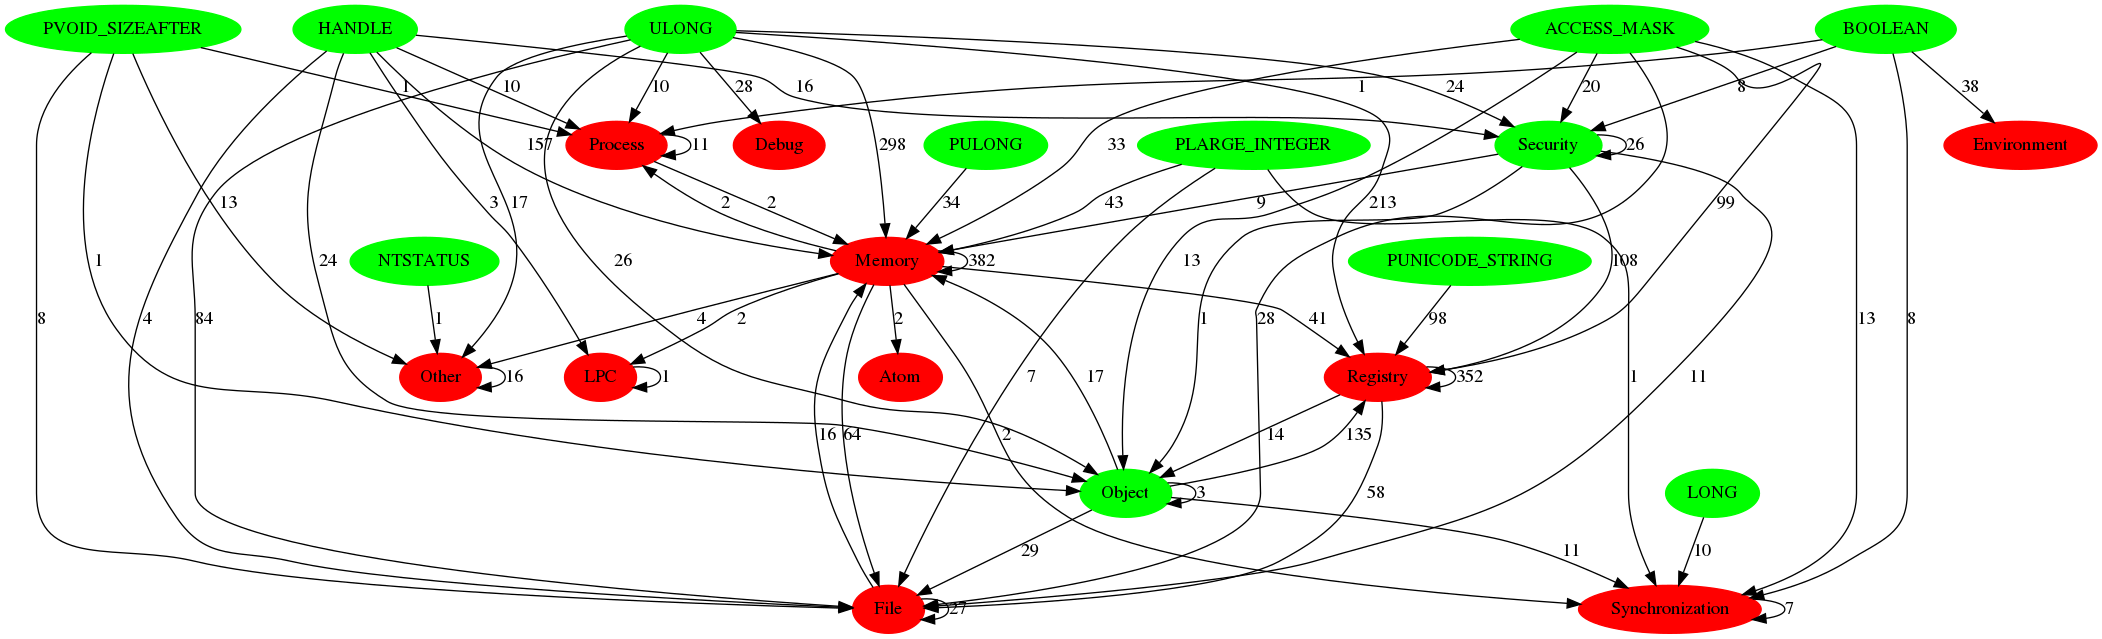 PVOID_SIZEAFTER HANDLE ULONG ACCESS_MASK BOOLEAN
1 10 10 28 16 1 24 20 8 38
Process Debug PULONG PLARGE_INTEGER Security Environment
11 157 298 33 26
13 3 17 2 2 34 43 9 213 99
NTSTATUS Memory PUNICODE_STRING
1 24 26 382 13 108
8 4 84 1 4 2 2 41 1 28 98 1 13 8
Other LPC Atom Registry
16 1 17 7 352 11
16 64 2 14 135
Object LONG
3 58
29 11 10
File Synchronization
27 7